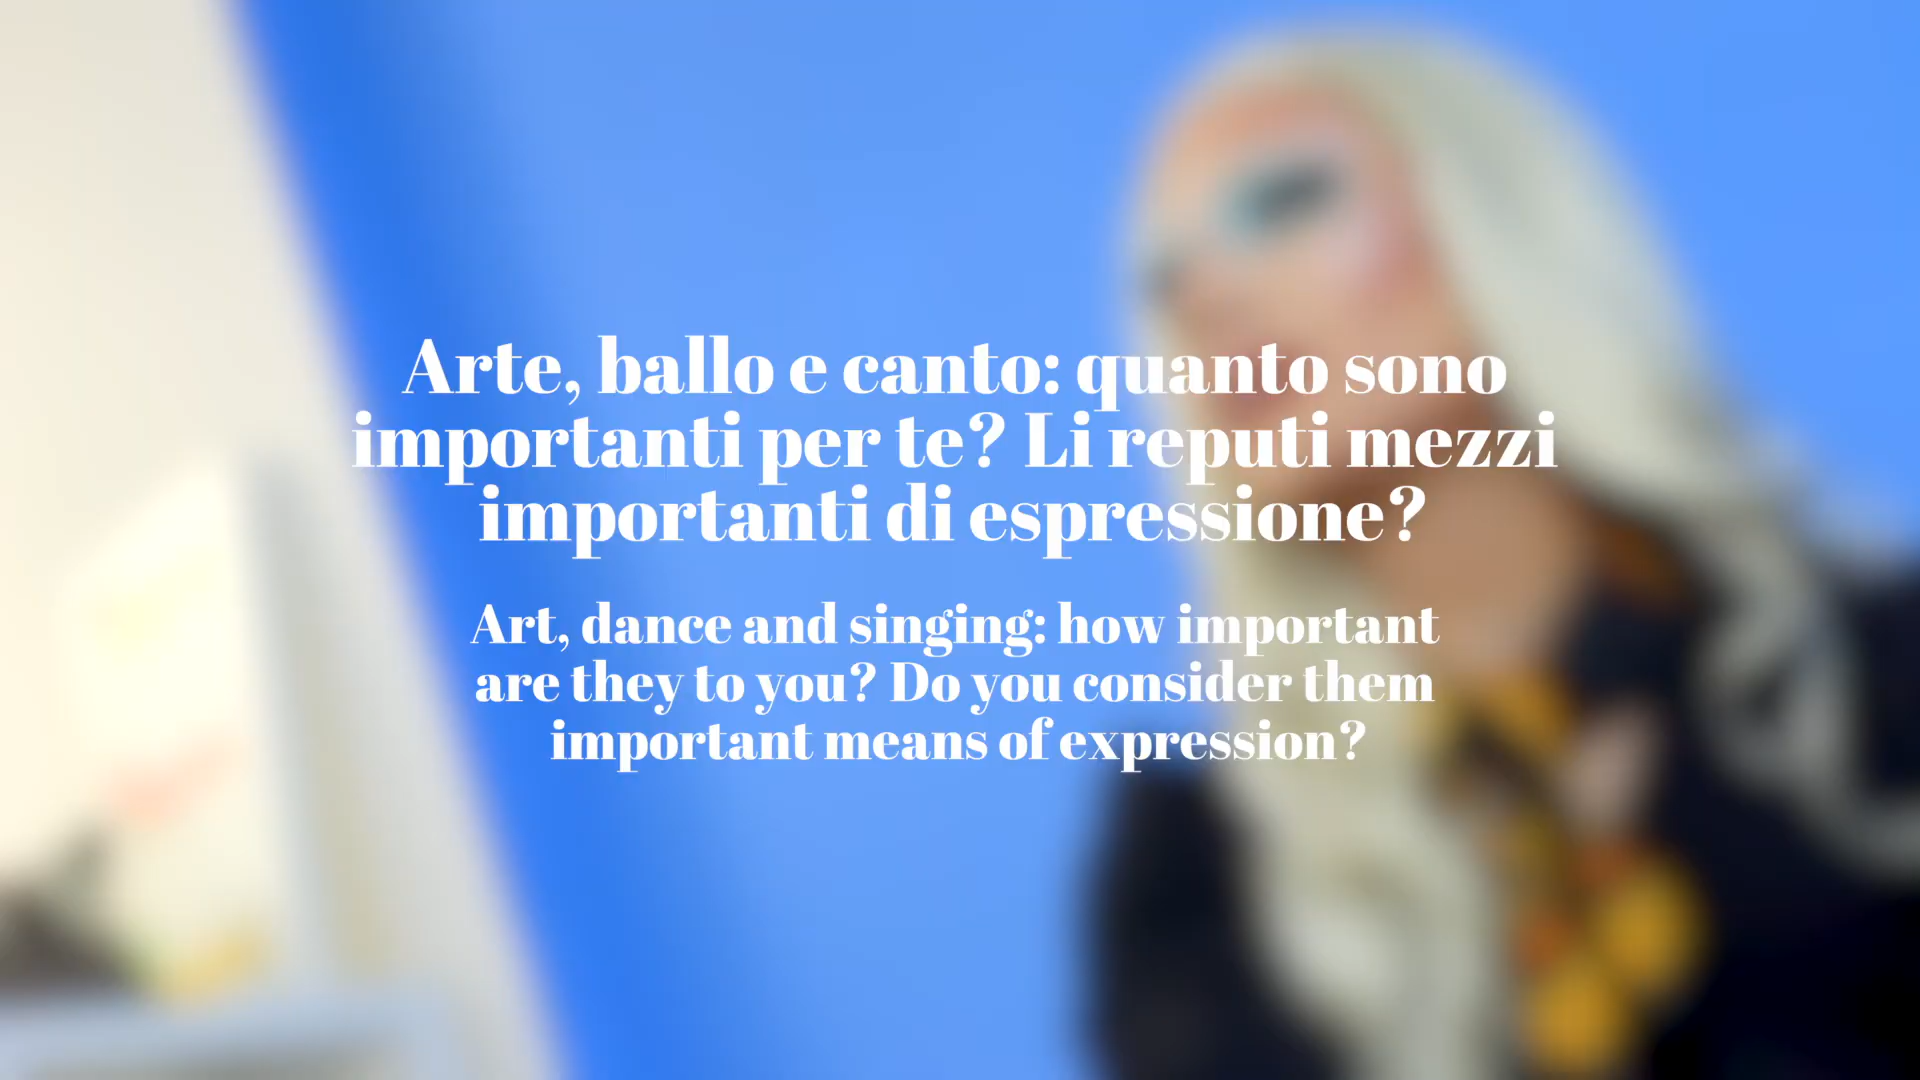 Arte, ballo e canto: quanto sono
importanti per te? Li reputi mezzi
importanti di espressione?
Art, dance and singing: how important
are they to you? Do you consider them
important means of expression?